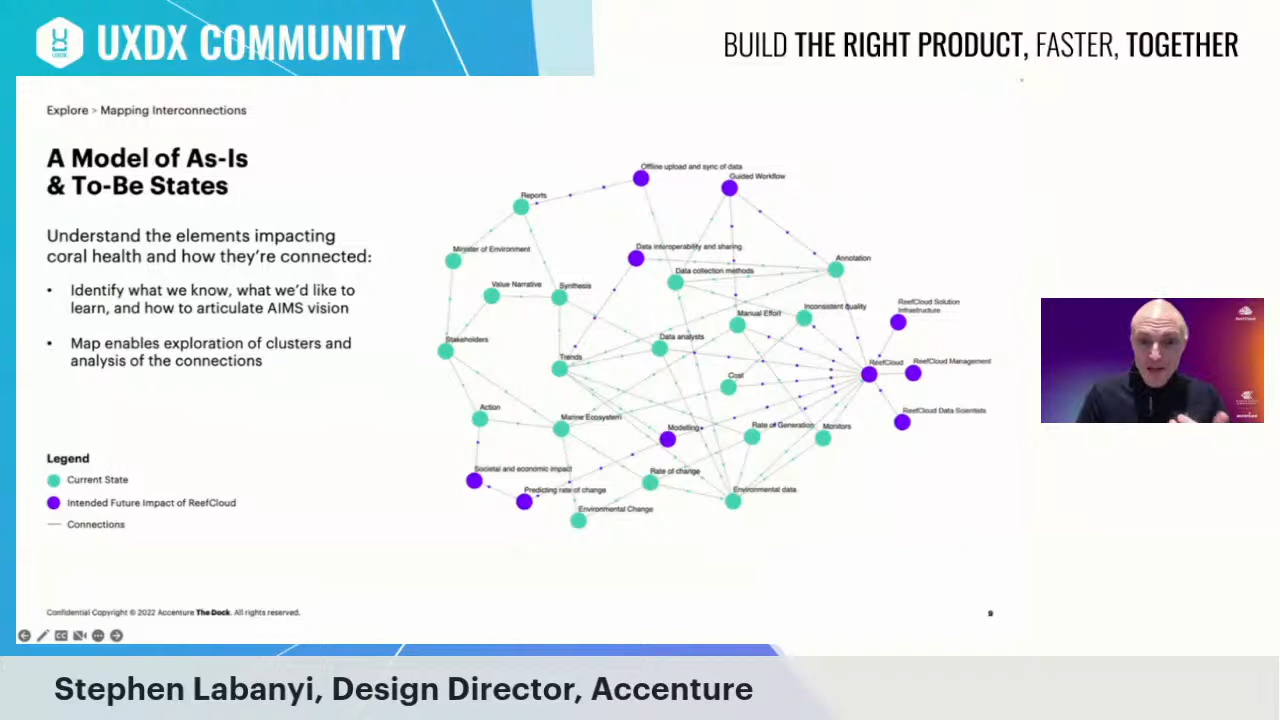 UXDX COMMUNITY
BUILD THE RIGHT PRODUCT, FASTER, TOGETHER
Explore > Mapping Interconnections
A Model of As-Is
& To-Be States
Understand the elements impacting
coral health and how they're connected:
• Identify what we know, what we'd like to
learn, and how to articulate AIMS vision
• Map enables exploration of clusters and
analysis of the connections
Legend
Current State
Intended Future Impact of ReefCloud
Connections
Offline upload and sync of data
Guided Workflow
Reports
Minister of Environment
Data interoperability and sharing
Annotation
Data collection methods
Value Narrative
Synthesis
Inconsistent quality
ReefCloud Solution
Infrastructure
Manual Effort
Stakeholders
Data analysts
Trends
ReefCloud
ReefCloud Management
Cost
Action
Marine Ecosystem
ReefCloud Data Scientists
Modelling
Rate of Generation
Monitors
Societal and economic impact
Rate of change
Predicting rate of change
Environmental data
Environmental Change
Confidential Copyright © 2022 Accenture The Dock. All rights reserved.
9
CC
Stephen Labanyi, Design Director, Accenture